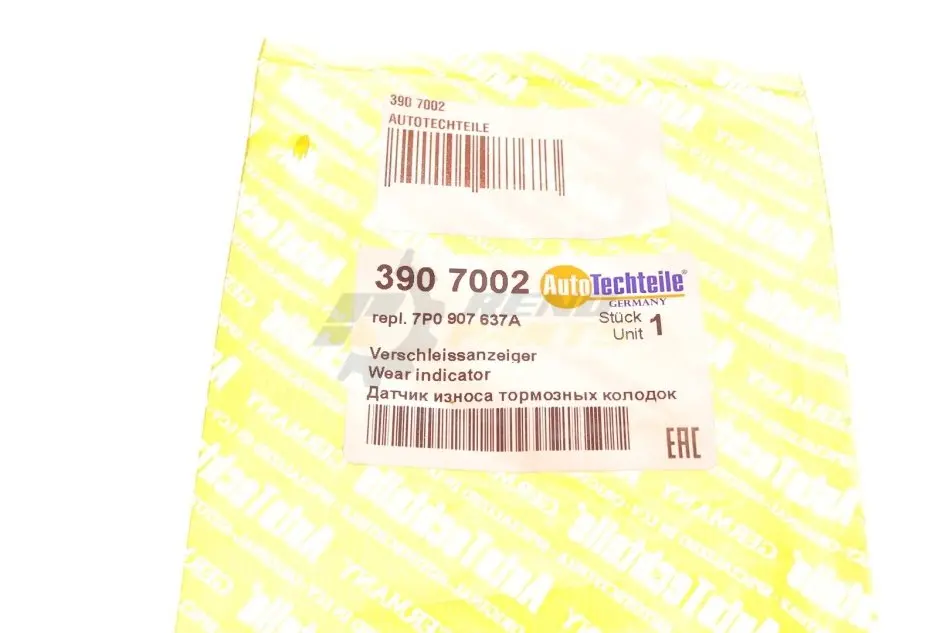 390 7002
AUTOTECHTEILE
390 7002
AutoTechteile®
GERMANY
repl. 7P0 907 637A
Stück
Unit 1
Verschleissanzeiger
Wear indicator
Датчик износа тормозных колодок
EAC